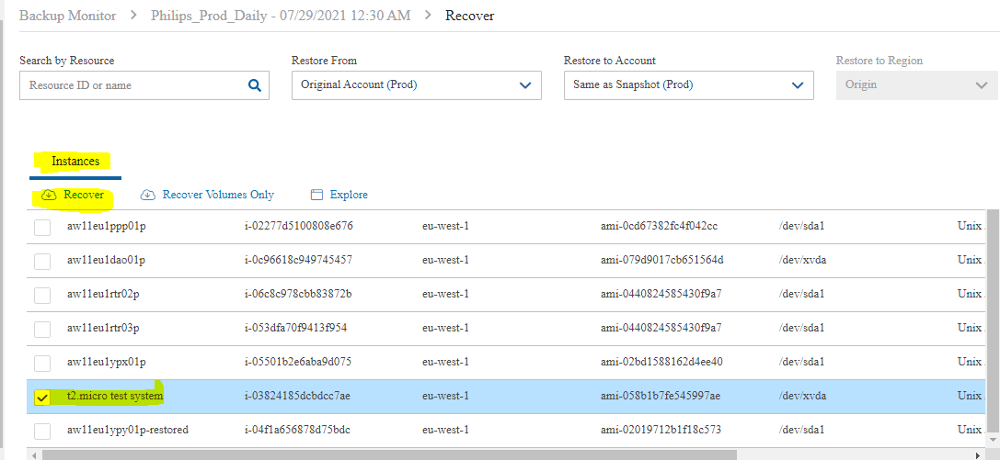 Backup Monitor > Philips_Prod_Daily - 07/29/2021 12:30 AM > Recover
Search by Resource Restore From Restore to Account Restore to Region
Resource ID or name Original Account (Prod) Same as Snapshot (Prod) Origin
Instances
Recover Recover Volumes Only Explore
aw11eu1ppp01p i-02277d5100808e676 eu-west-1 ami-0cd67382fc4f042cc /dev/sda1 Unix
aw11eu1dao01p i-0c96618c949745457 eu-west-1 ami-079d9017cb651564d /dev/xvda Unix
aw11eu1rtr02p i-06c8c978cbb83872b eu-west-1 ami-0440824585430f9a7 /dev/sda1 Unix
aw11eu1rtr03p i-053dfa70f9413f954 eu-west-1 ami-0440824585430f9a7 /dev/sda1 Unix
aw11eu1ypx01p i-05501b2e6aba9d075 eu-west-1 ami-02bd1588162d4ee40 /dev/sda1 Unix
t2.micro test system i-03824185dcbdcc7ae eu-west-1 ami-058b1b7fe545997ae /dev/xvda Unix
aw11eu1ypy01p-restored i-04f1a656878d75bdc eu-west-1 ami-02019712b1f18c573 /dev/sda1 Unix